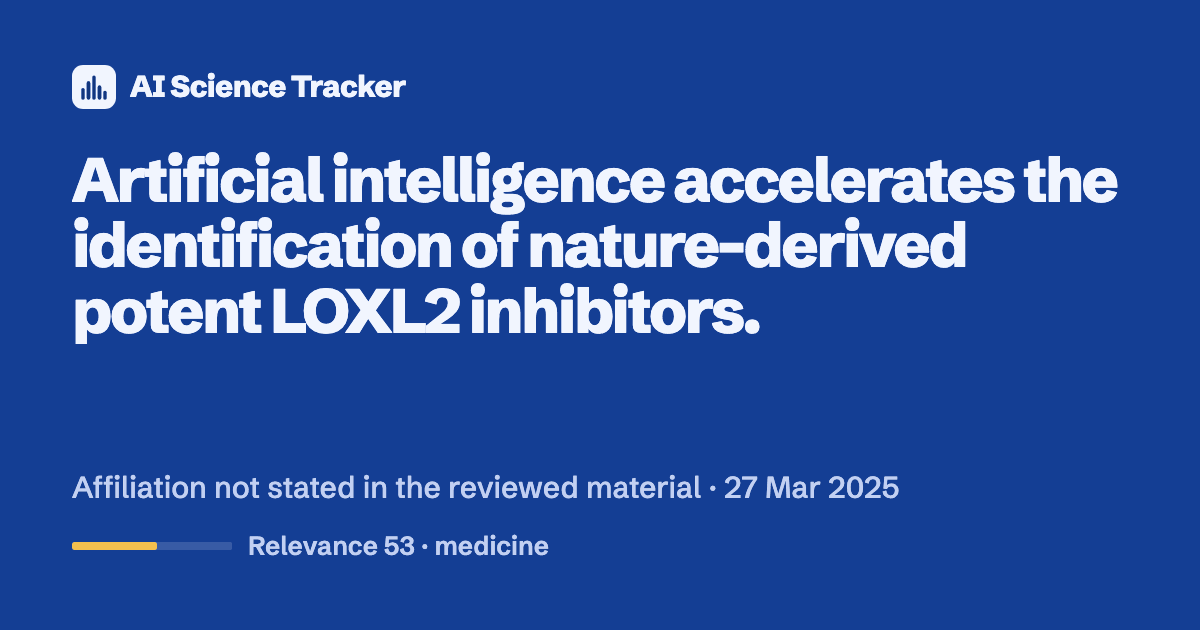 AI Science Tracker
Artificial intelligence accelerates the
identification of nature-derived
potent LOXL2 inhibitors.
Affiliation not stated in the reviewed material · 27 Mar 2025
Relevance 53 · medicine